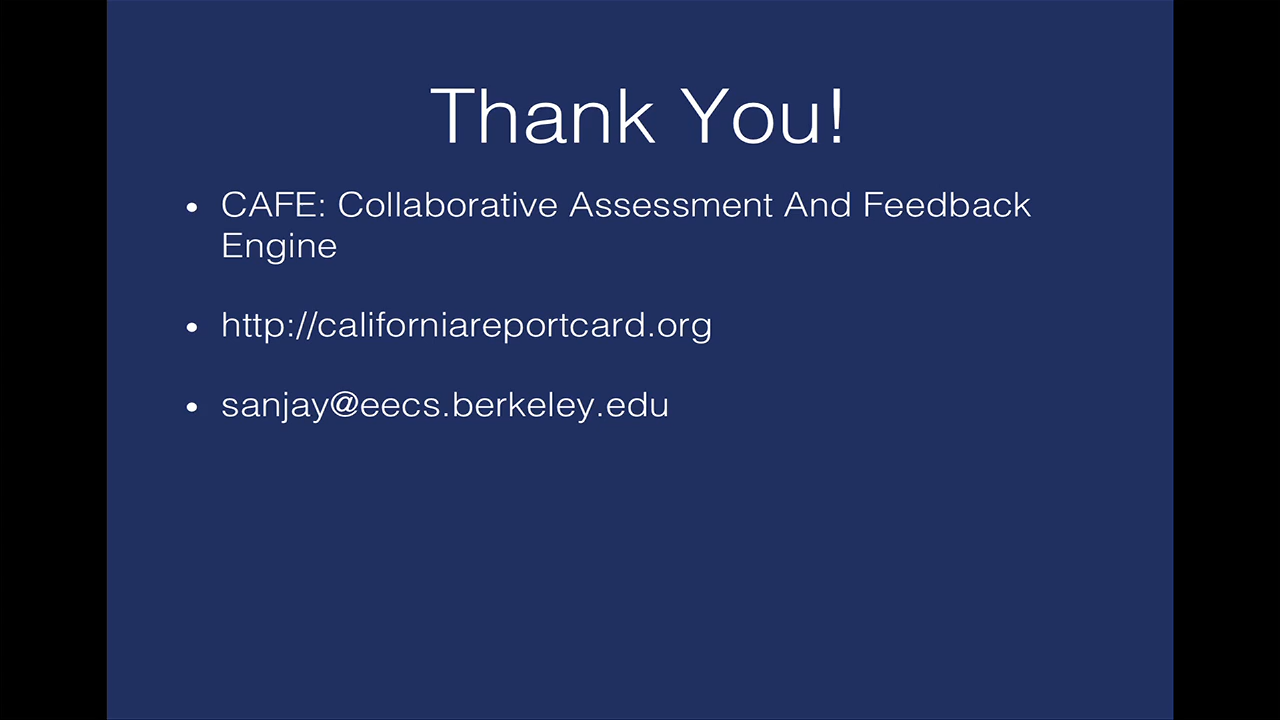 Thank You!
• CAFE: Collaborative Assessment And Feedback
Engine
• http://californiareportcard.org
• sanjay@eecs.berkeley.edu